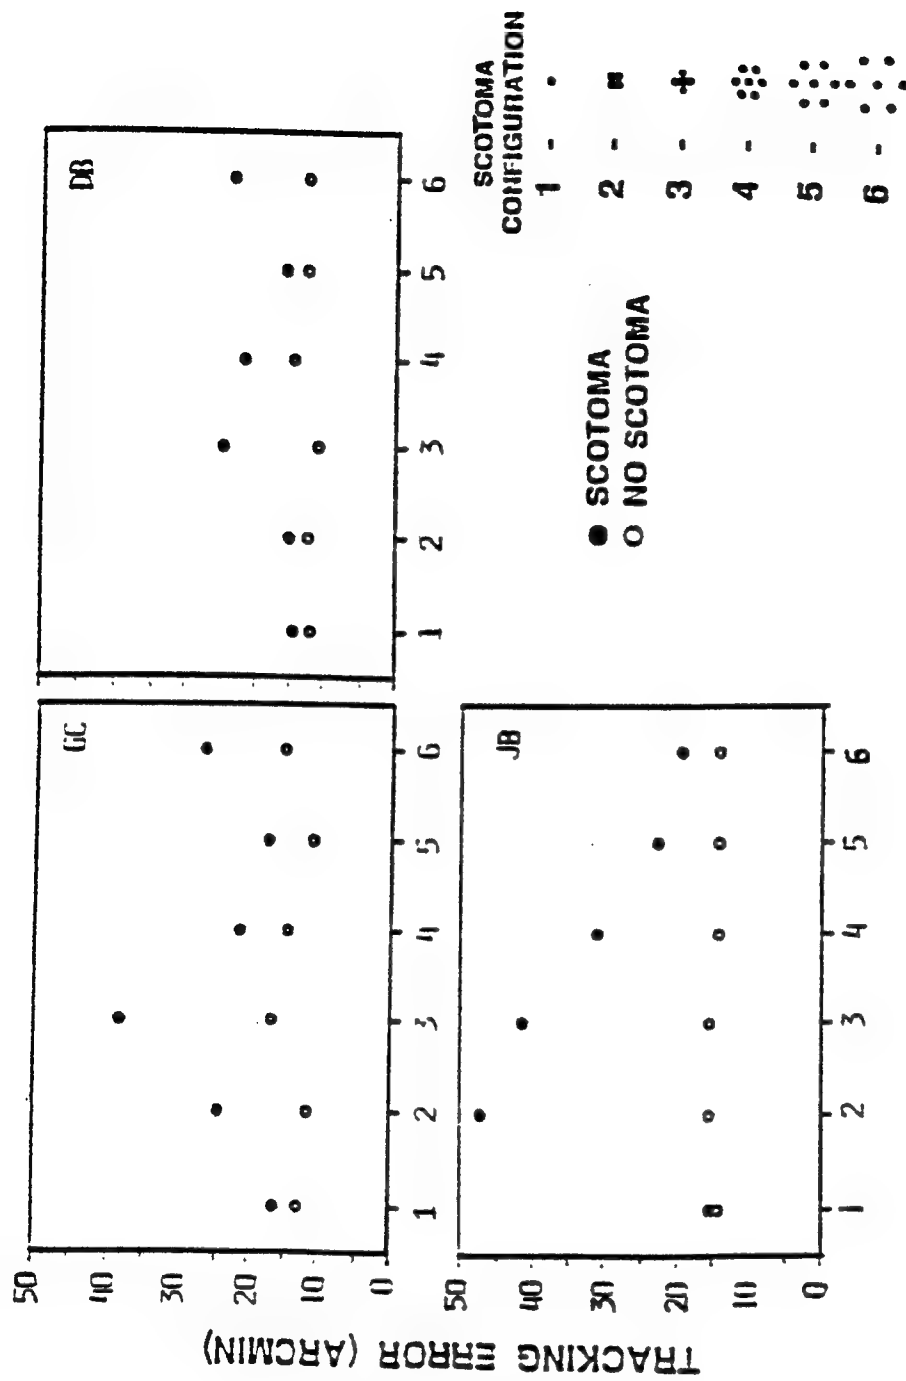 TRACKING ERROR (ARCMIN)
50 40 30 20 10 0
GC
1 2 3 4 5 6
DB
1 2 3 4 5 6
50 40 30 20 10 0
JB
1 2 3 4 5 6
● SCOTOMA
○ NO SCOTOMA
SCOTOMA
CONFIGURATION
1 -
2 -
3 -
4 -
5 -
6 -